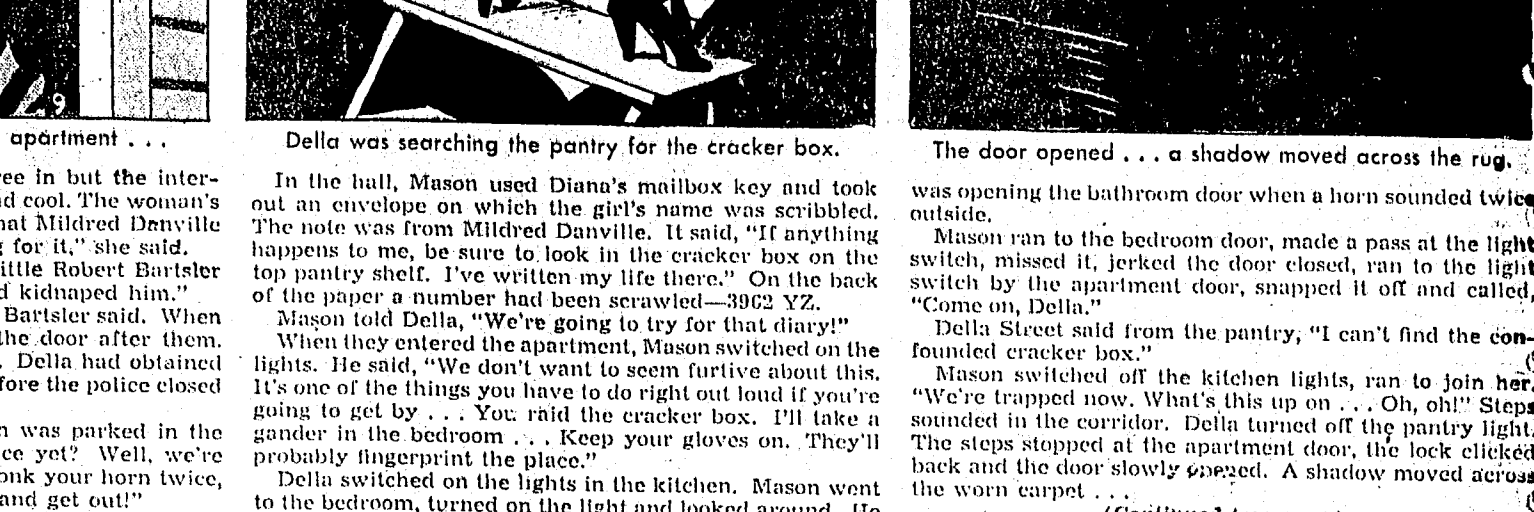 9
apartment . . .
ee in but the inter-
d cool. The woman's
hat Mildred Danville
for it," she said.
ittle Robert Bartsler
d kidnaped him."
Bartsler said. When
the door after them.
. Della had obtained
fore the police closed
n was parked in the
ce yet? Well, we're
onk your horn twice,
and get out!"
Della was searching the pantry for the cracker box.
In the hall, Mason used Diana's mailbox key and took
out an envelope on which the girl's name was scribbled.
The note was from Mildred Danville. It said, "If anything
happens to me, be sure to look in the cracker box on the
top pantry shelf. I've written my life there." On the back
of the paper a number had been scrawled—39C2 YZ.
Mason told Della, "We're going to try for that diary!"
When they entered the apartment, Mason switched on the
lights. He said, "We don't want to seem furtive about this.
It's one of the things you have to do right out loud if you're
going to get by . . . You raid the cracker box. I'll take a
gander in the bedroom . . . Keep your gloves on. They'll
probably fingerprint the place."
Della switched on the lights in the kitchen. Mason went
to the bedroom, turned on the light and looked around. He
The door opened . . . a shadow moved across the rug.
was opening the bathroom door when a horn sounded twice
outside.
Mason ran to the bedroom door, made a pass at the light
switch, missed it, jerked the door closed, ran to the light
switch by the apartment door, snapped it off and called,
"Come on, Della."
Della Street said from the pantry, "I can't find the con-
founded cracker box."
Mason switched off the kitchen lights, ran to join her.
"We're trapped now. What's this up on . . . Oh, oh!" Steps
sounded in the corridor. Della turned off the pantry light.
The steps stopped at the apartment door, the lock clicked
back and the door slowly opened. A shadow moved across
the worn carpet . . .